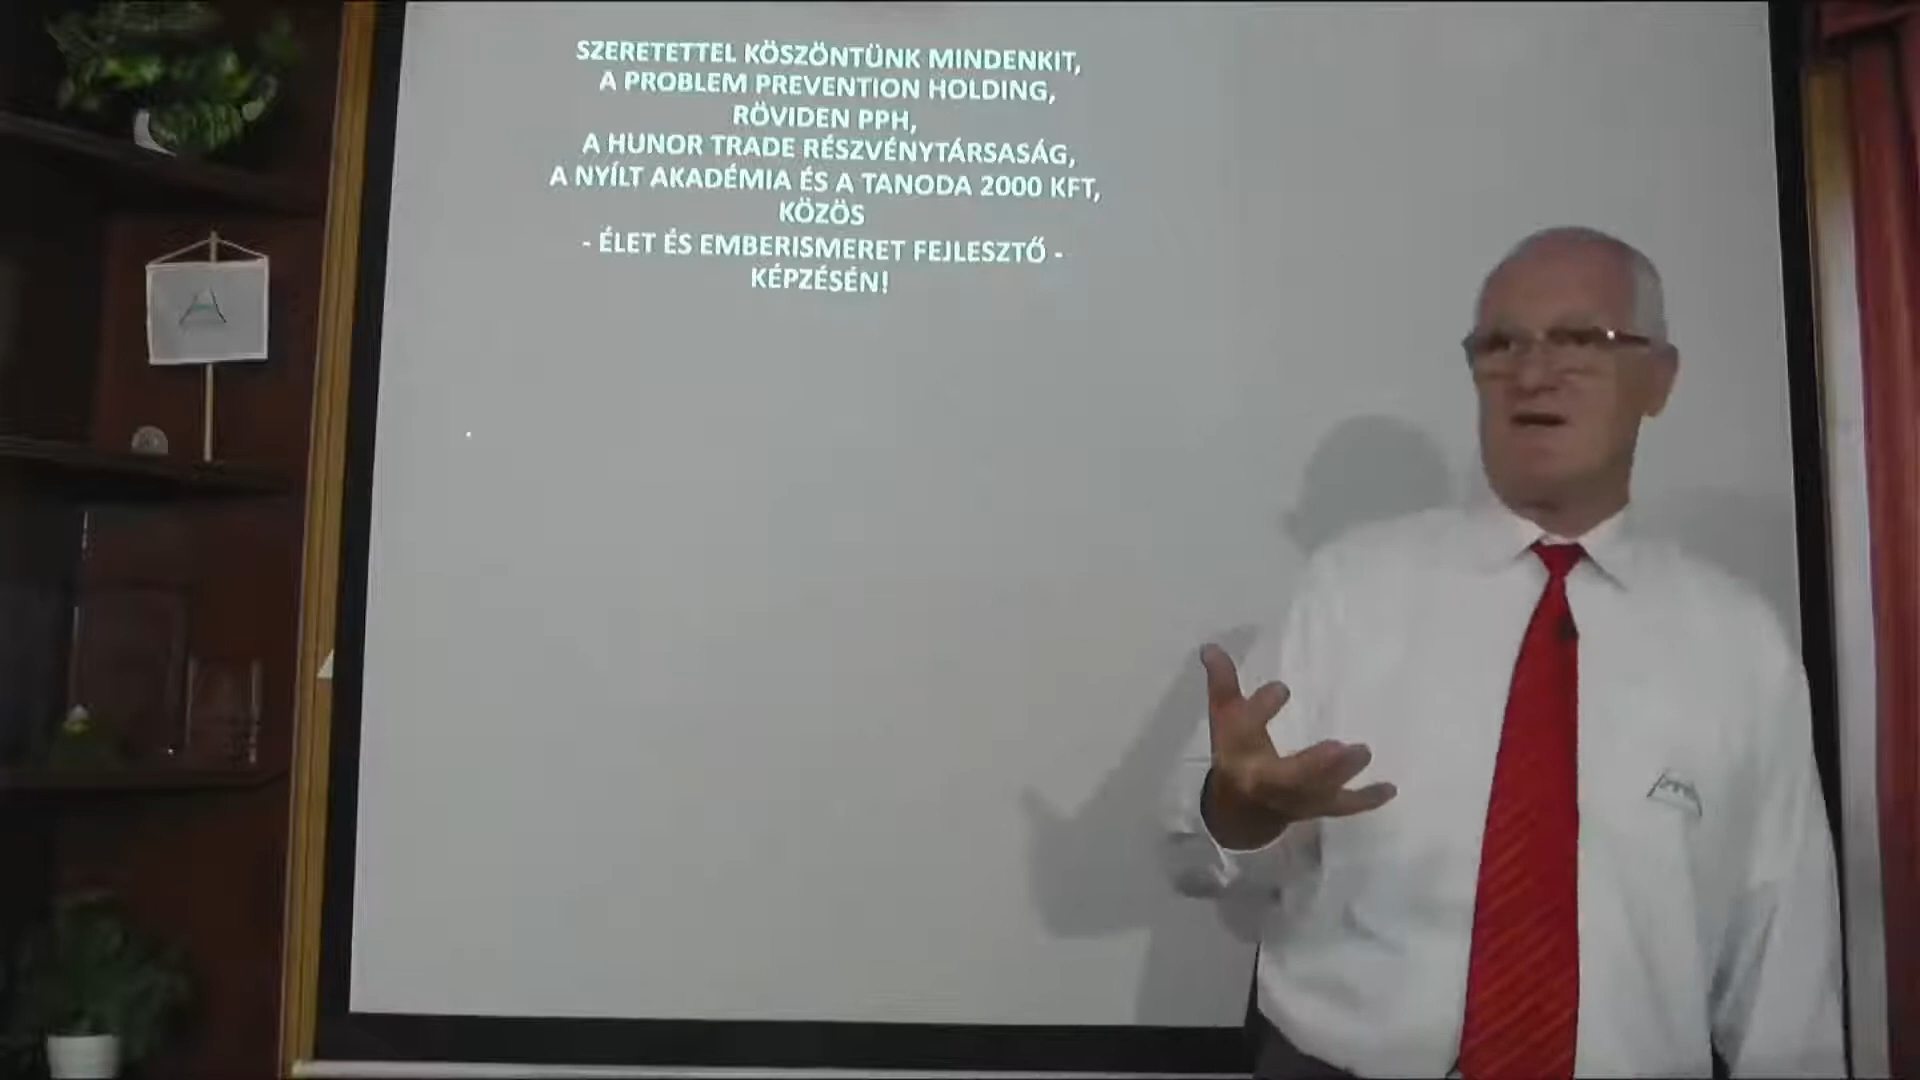 SZERETETTEL KÖSZÖNTÜNK MINDENKIT,
A PROBLEM PREVENTION HOLDING,
RÖVIDEN PPH,
A HUNOR TRADE RÉSZVÉNYTÁRSASÁG,
A NYÍLT AKADÉMIA ÉS A TANODA 2000 KFT,
KÖZÖS
- ÉLET ÉS EMBERISMERET FEJLESZTŐ -
KÉPZÉSÉN!